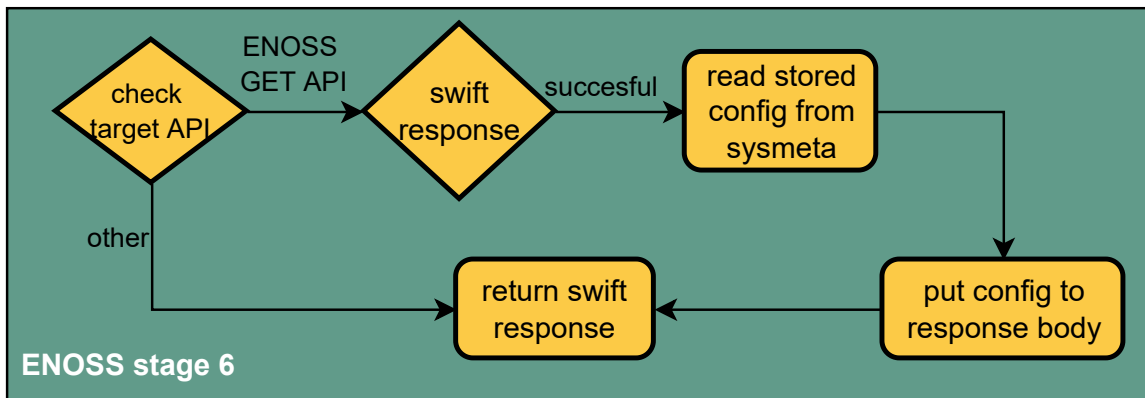 check
target API
ENOSS
GET API
swift
response
succesful
read stored
config from
sysmeta
other
return swift
response
put config to
response body
ENOSS stage 6